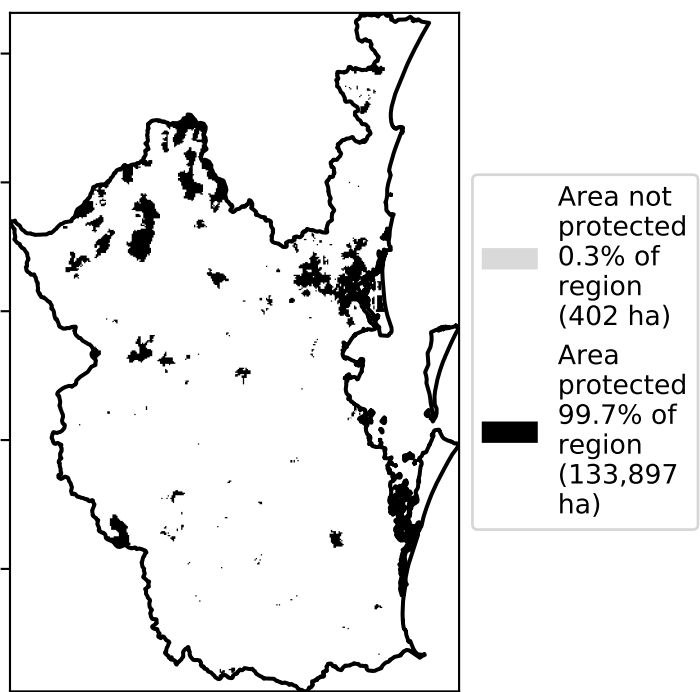 Area not
protected
0.3% of
region
(402 ha)
Area
protected
99.7% of
region
(133,897
ha)